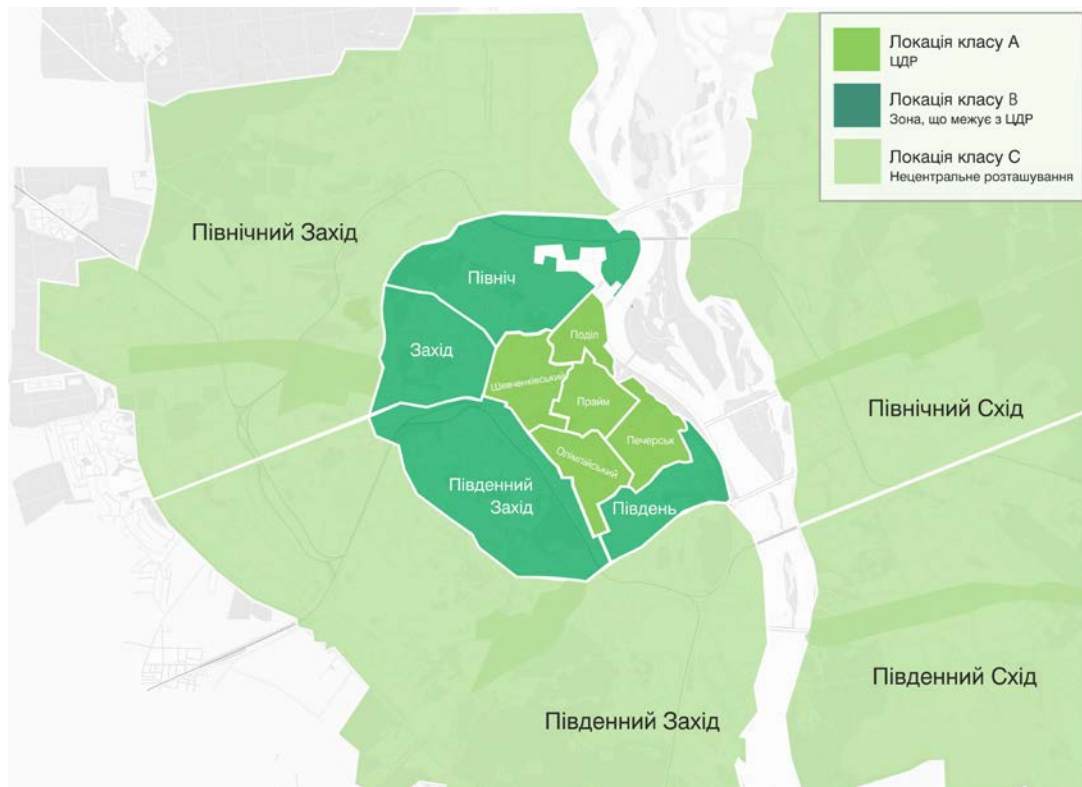 Локація класу А
ЦДР
Локація класу B
Зона, що межує з ЦДР
Локація класу С
Нецентральне розташування
Північний Захід
Північ
Поділ
Захід
Шевченківський
Прайм
Північний Схід
Печерськ
Олімпійський
Південний
Захід
Південь
Південний Схід
Південний Захід